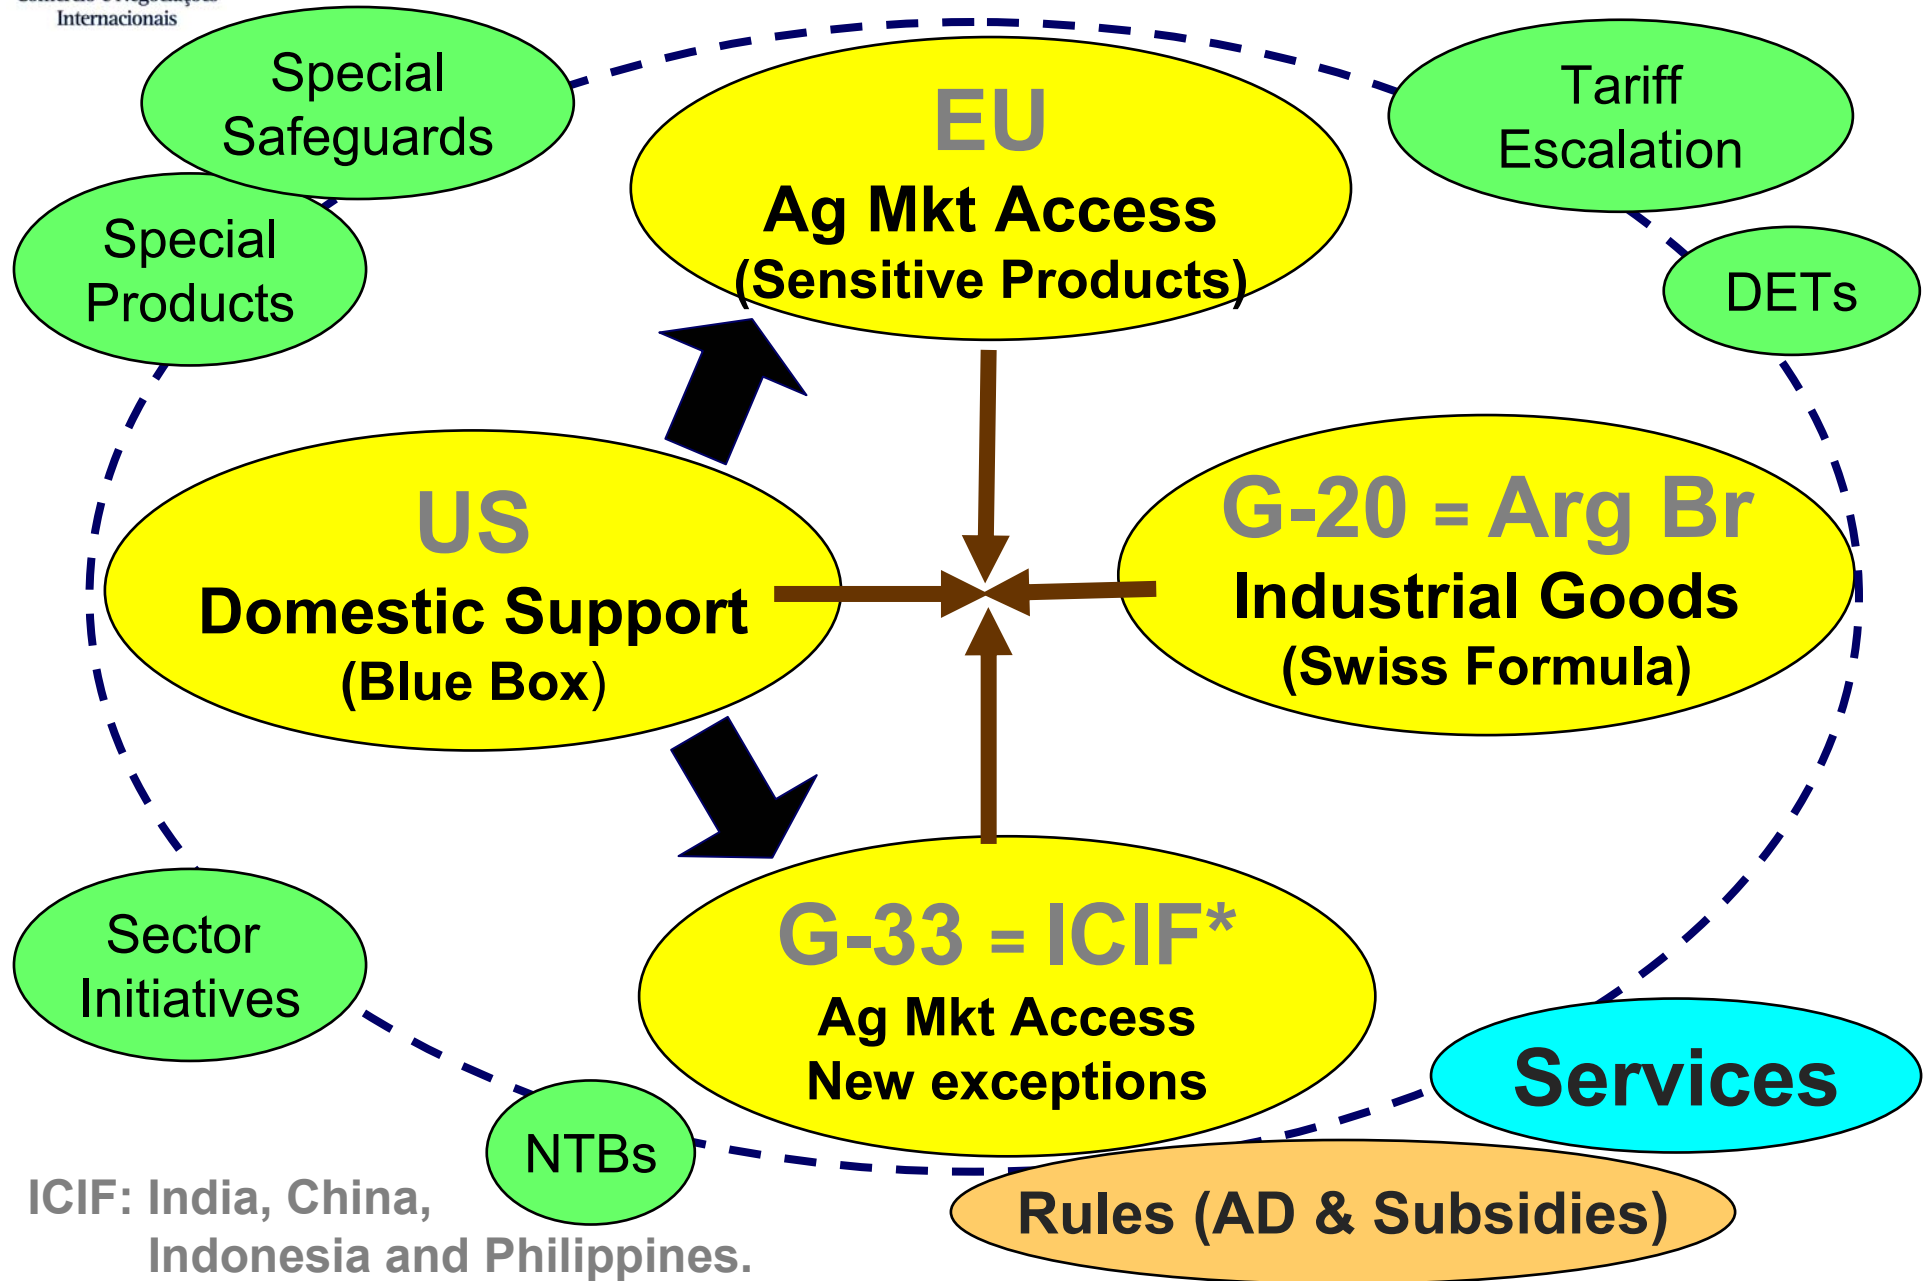 Internacionais
Special
Safeguards
EU
Ag Mkt Access
(Sensitive Products)
Tariff
Escalation
Special
Products
DETs
US
Domestic Support
(Blue Box)
G-20 = Arg Br
Industrial Goods
(Swiss Formula)
Sector
Initiatives
G-33 = ICIF*
Ag Mkt Access
New exceptions
Services
NTBs
Rules (AD & Subsidies)
ICIF: India, China,
Indonesia and Philippines.